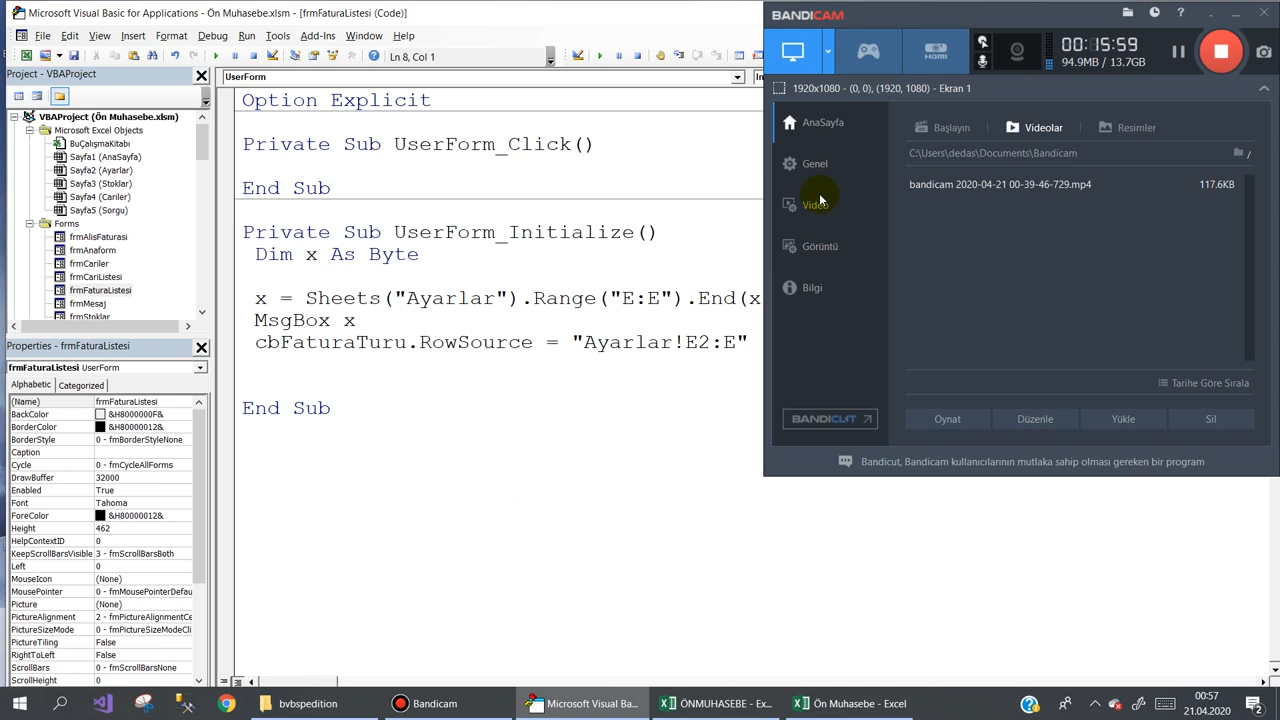 Microsoft Visual Basic for Applications - Ön Muhasebe.xlsm - [frmFaturaListesi (Code)]
File Edit View Insert Format Debug Run Tools Add-Ins Window Help
Ln 8, Col 1
Project - VBAProject
VBAProject (Ön Muhasebe.xlsm)
Microsoft Excel Objects
BuÇalışmaKitabı
Sayfa1 (AnaSayfa)
Sayfa2 (Ayarlar)
Sayfa3 (Stoklar)
Sayfa4 (Cariler)
Sayfa5 (Sorgu)
Forms
frmAlisFaturasi
frmAnaform
frmCariler
frmCariListesi
frmFaturaListesi
frmMesaj
frmStoklar
Properties - frmFaturaListesi
frmFaturaListesi UserForm
Alphabetic Categorized
(Name) frmFaturaListesi
BackColor &H8000000F&
BorderColor &H80000012&
BorderStyle 0 - fmBorderStyleNone
Caption
Cycle 0 - fmCycleAllForms
DrawBuffer 32000
Enabled True
Font Tahoma
ForeColor &H80000012&
Height 462
HelpContextID 0
KeepScrollBarsVisible 3 - fmScrollBarsBoth
Left 0
MouseIcon (None)
MousePointer 0 - fmMousePointerDefau
Picture (None)
PictureAlignment 2 - fmPictureAlignmentCe
PictureSizeMode 0 - fmPictureSizeModeCli
PictureTiling False
RightToLeft False
ScrollBars 0 - fmScrollBarsNone
ScrollHeight 0
UserForm
Option Explicit
Private Sub UserForm_Click()
End Sub
Private Sub UserForm_Initialize()
Dim x As Byte
x = Sheets("Ayarlar").Range("E:E").End(x
MsgBox x
cbFaturaTuru.RowSource = "Ayarlar!E2:E"
End Sub
BANDICAM
HDMI
00:15:59
94.9MB / 13.7GB
1920x1080 - (0, 0), (1920, 1080) - Ekran 1
AnaSayfa
Genel
Video
Görüntü
Bilgi
BANDICUT
Başlayın Videolar Resimler
C:\Users\dedas\Documents\Bandicam
/
bandicam 2020-04-21 00-39-46-729.mp4 117.6KB
Tarihe Göre Sırala
Oynat Düzenle Yükle Sil
Bandicut, Bandicam kullanıcılarının mutlaka sahip olması gereken bir program
bvbspedition
Bandicam
Microsoft Visual Ba...
ÖNMUHASEBE - Ex...
Ön Muhasebe - Excel
00:57
21.04.2020
2